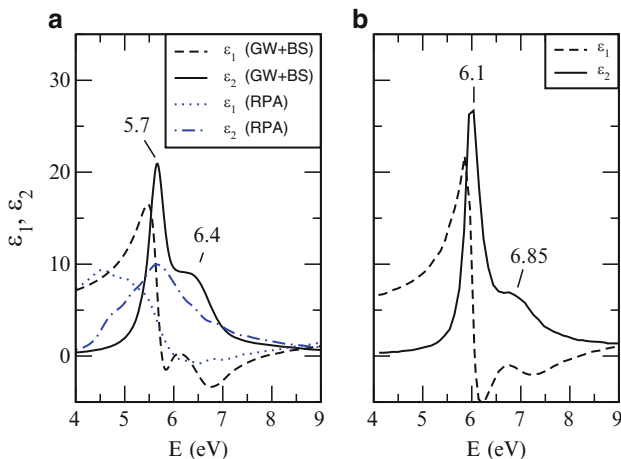 a
ε₁, ε₂
35
30
20
10
0
ε₁ (GW+BS)
ε₂ (GW+BS)
ε₁ (RPA)
ε₂ (RPA)
5.7
6.4
4 5 6 7 8 9
E (eV)
b
ε₁
ε₂
6.1
6.85
4 5 6 7 8 9
E (eV)